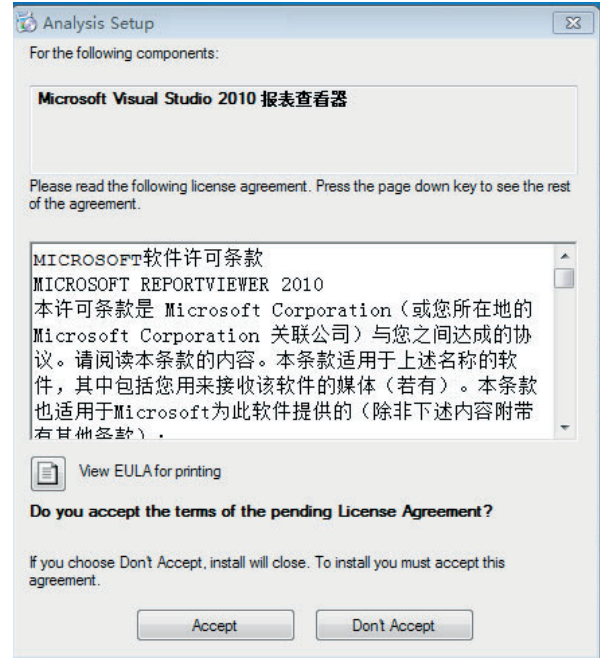 Analysis Setup
For the following components:
Microsoft Visual Studio 2010 报表查看器
Please read the following license agreement. Press the page down key to see the rest
of the agreement.
MICROSOFT软件许可条款
MICROSOFT REPORTVIEWER 2010
本许可条款是 Microsoft Corporation（或您所在地的
Microsoft Corporation 关联公司）与您之间达成的协
议。请阅读本条款的内容。本条款适用于上述名称的软
件，其中包括您用来接收该软件的媒体（若有）。本条款
也适用于Microsoft为此软件提供的（除非下述内容附带
有其他条款）：
View EULA for printing
Do you accept the terms of the pending License Agreement?
If you choose Don't Accept, install will close. To install you must accept this
agreement.
Accept
Don't Accept